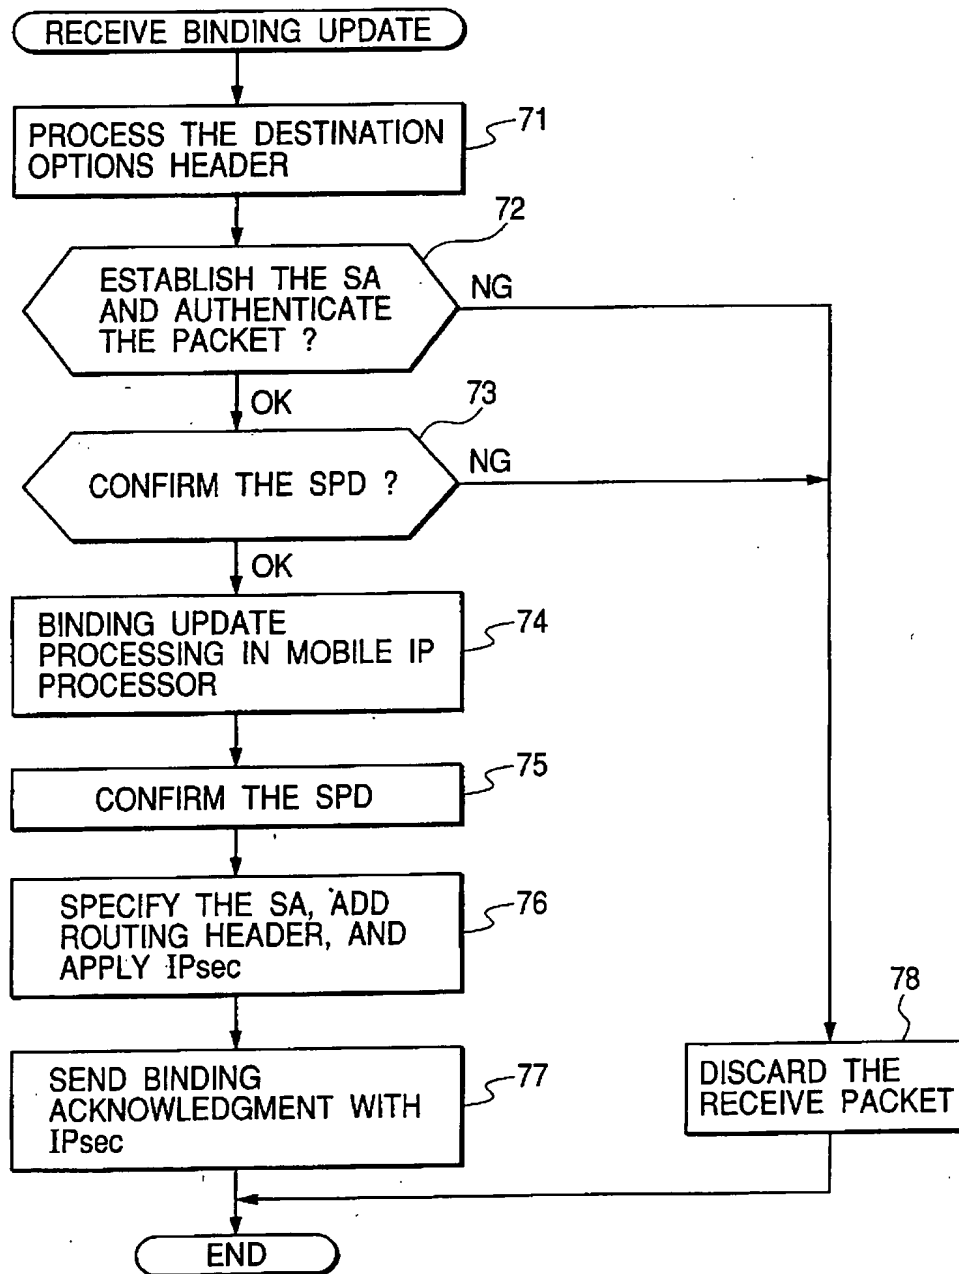 RECEIVE BINDING UPDATE
PROCESS THE DESTINATION
OPTIONS HEADER
71
72
ESTABLISH THE SA
AND AUTHENTICATE
THE PACKET ?
NG
OK
73
CONFIRM THE SPD ?
NG
OK
BINDING UPDATE
PROCESSING IN MOBILE IP
PROCESSOR
74
CONFIRM THE SPD
75
SPECIFY THE SA, ADD
ROUTING HEADER, AND
APPLY IPsec
76
SEND BINDING
ACKNOWLEDGMENT WITH
IPsec
77
78
DISCARD THE
RECEIVE PACKET
END